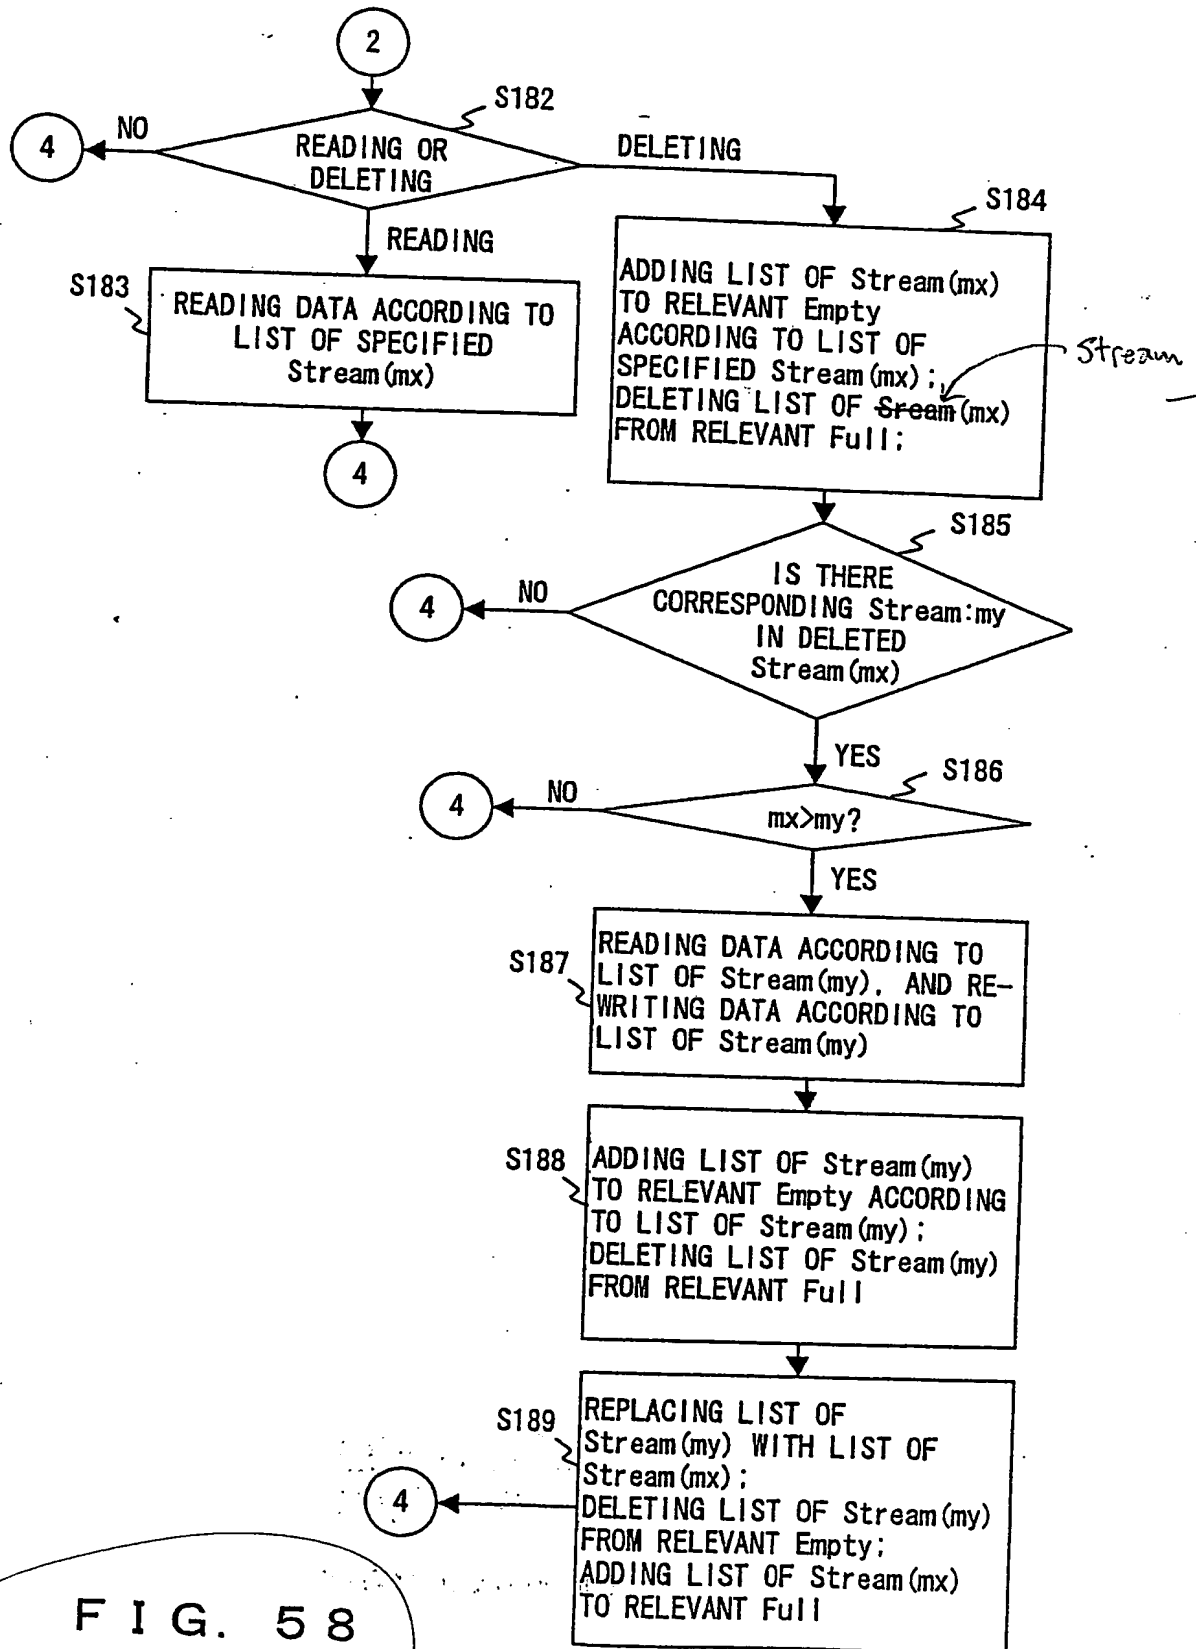 2
S182
NO
4
READING OR
DELETING
DELETING
S184
READING
S183
READING DATA ACCORDING TO
LIST OF SPECIFIED
Stream(mx)
4
ADDING LIST OF Stream(mx)
TO RELEVANT Empty
ACCORDING TO LIST OF
SPECIFIED Stream(mx);
DELETING LIST OF Sream(mx)
FROM RELEVANT Full;
Stream
S185
IS THERE
CORRESPONDING Stream:my
IN DELETED
Stream(mx)
NO
4
YES
S186
mx>my?
NO
4
YES
S187
READING DATA ACCORDING TO
LIST OF Stream(my), AND RE-
WRITING DATA ACCORDING TO
LIST OF Stream(my)
S188
ADDING LIST OF Stream(my)
TO RELEVANT Empty ACCORDING
TO LIST OF Stream(my);
DELETING LIST OF Stream(my)
FROM RELEVANT Full
S189
REPLACING LIST OF
Stream(my) WITH LIST OF
Stream(mx);
DELETING LIST OF Stream(my)
FROM RELEVANT Empty;
ADDING LIST OF Stream(mx)
TO RELEVANT Full
4
FIG. 58